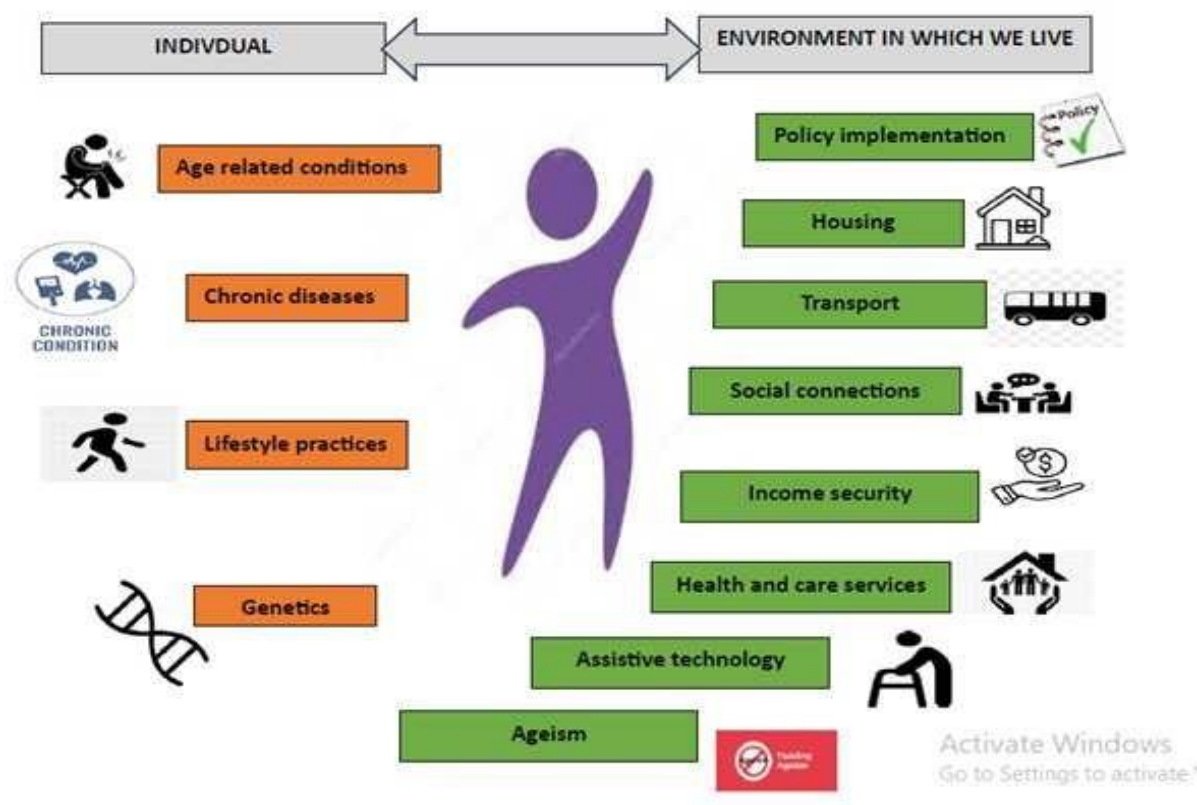 INDIVDUAL
ENVIRONMENT IN WHICH WE LIVE
Age related conditions
CHRONIC
CONDITION
Chronic diseases
Lifestyle practices
Genetics
Policy implementation
Policy
Housing
Transport
Social connections
Income security
$
Health and care services
Assistive technology
Ageism
Activate Windows
Go to Settings to activate